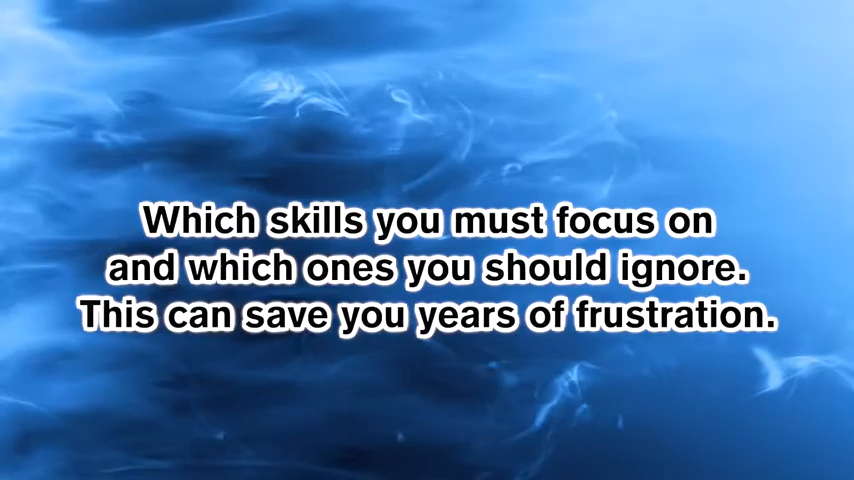 Which skills you must focus on
and which ones you should ignore.
This can save you years of frustration.